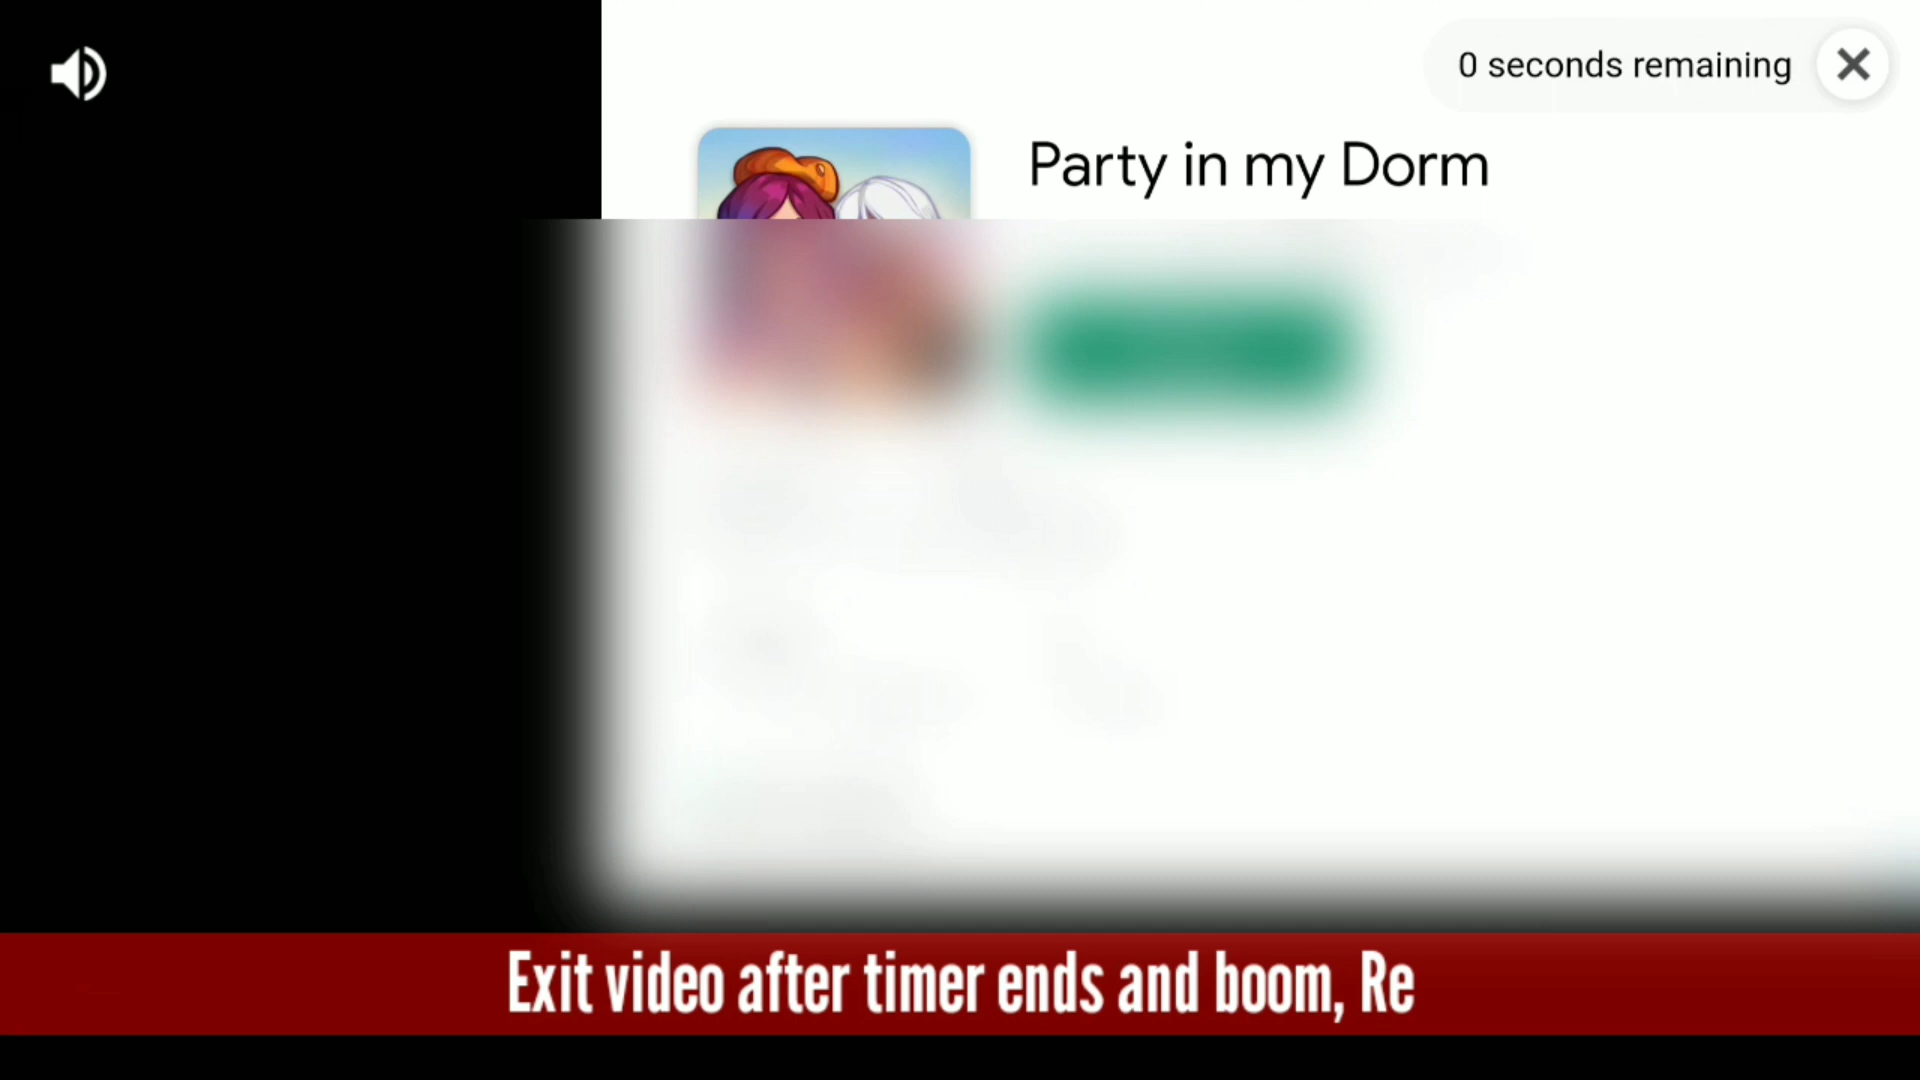 0 seconds remaining
Party in my Dorm
Exit video after timer ends and boom, Re